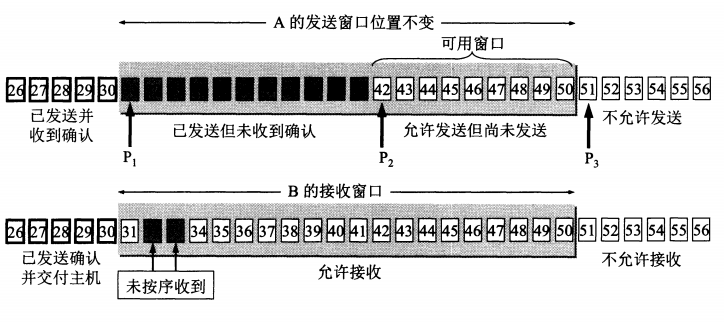 A 的发送窗口位置不变
可用窗口
26 27 28 29 30 42 43 44 45 46 47 48 49 50 51 52 53 54 55 56
已发送并
收到确认
已发送但未收到确认
允许发送但尚未发送
不允许发送
P1
P2
P3
B 的接收窗口
26 27 28 29 30 31 34 35 36 37 38 39 40 41 42 43 44 45 46 47 48 49 50 51 52 53 54 55 56
已发送确认
并交付主机
未按序收到
允许接收
不允许接收